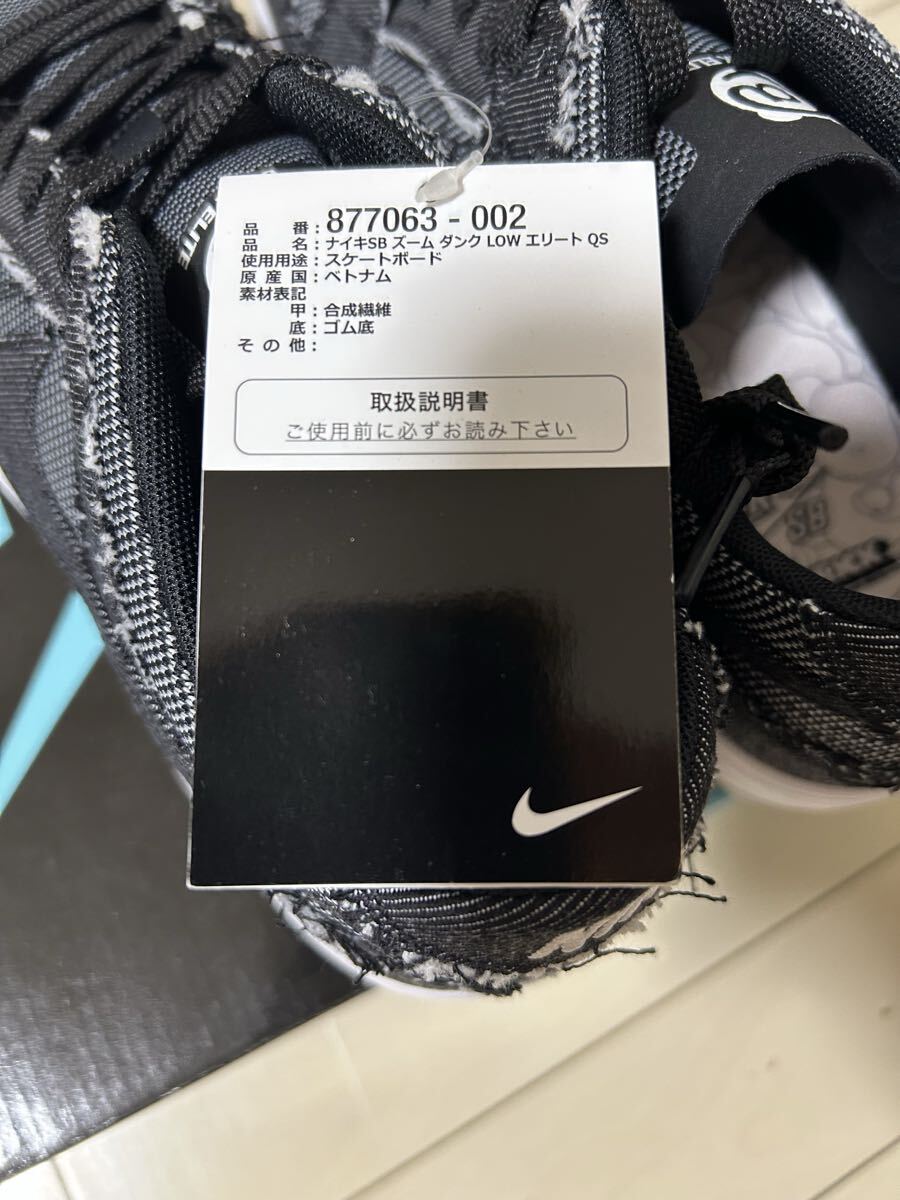 品番：877063 - 002
品名：ナイキSB ズーム ダンク LOW エリート QS
使用用途：スケートボード
原産国：ベトナム
素材表記
甲：合成繊維
底：ゴム底
その他：
取扱説明書
ご使用前に必ずお読み下さい
ELITE
SB